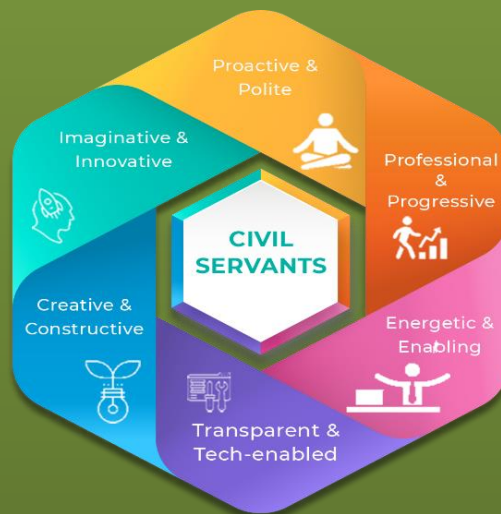 Proactive &
Polite
Imaginative &
Innovative
Professional
&
Progressive
CIVIL
SERVANTS
Creative &
Constructive
Energetic &
Enabling
Transparent &
Tech-enabled